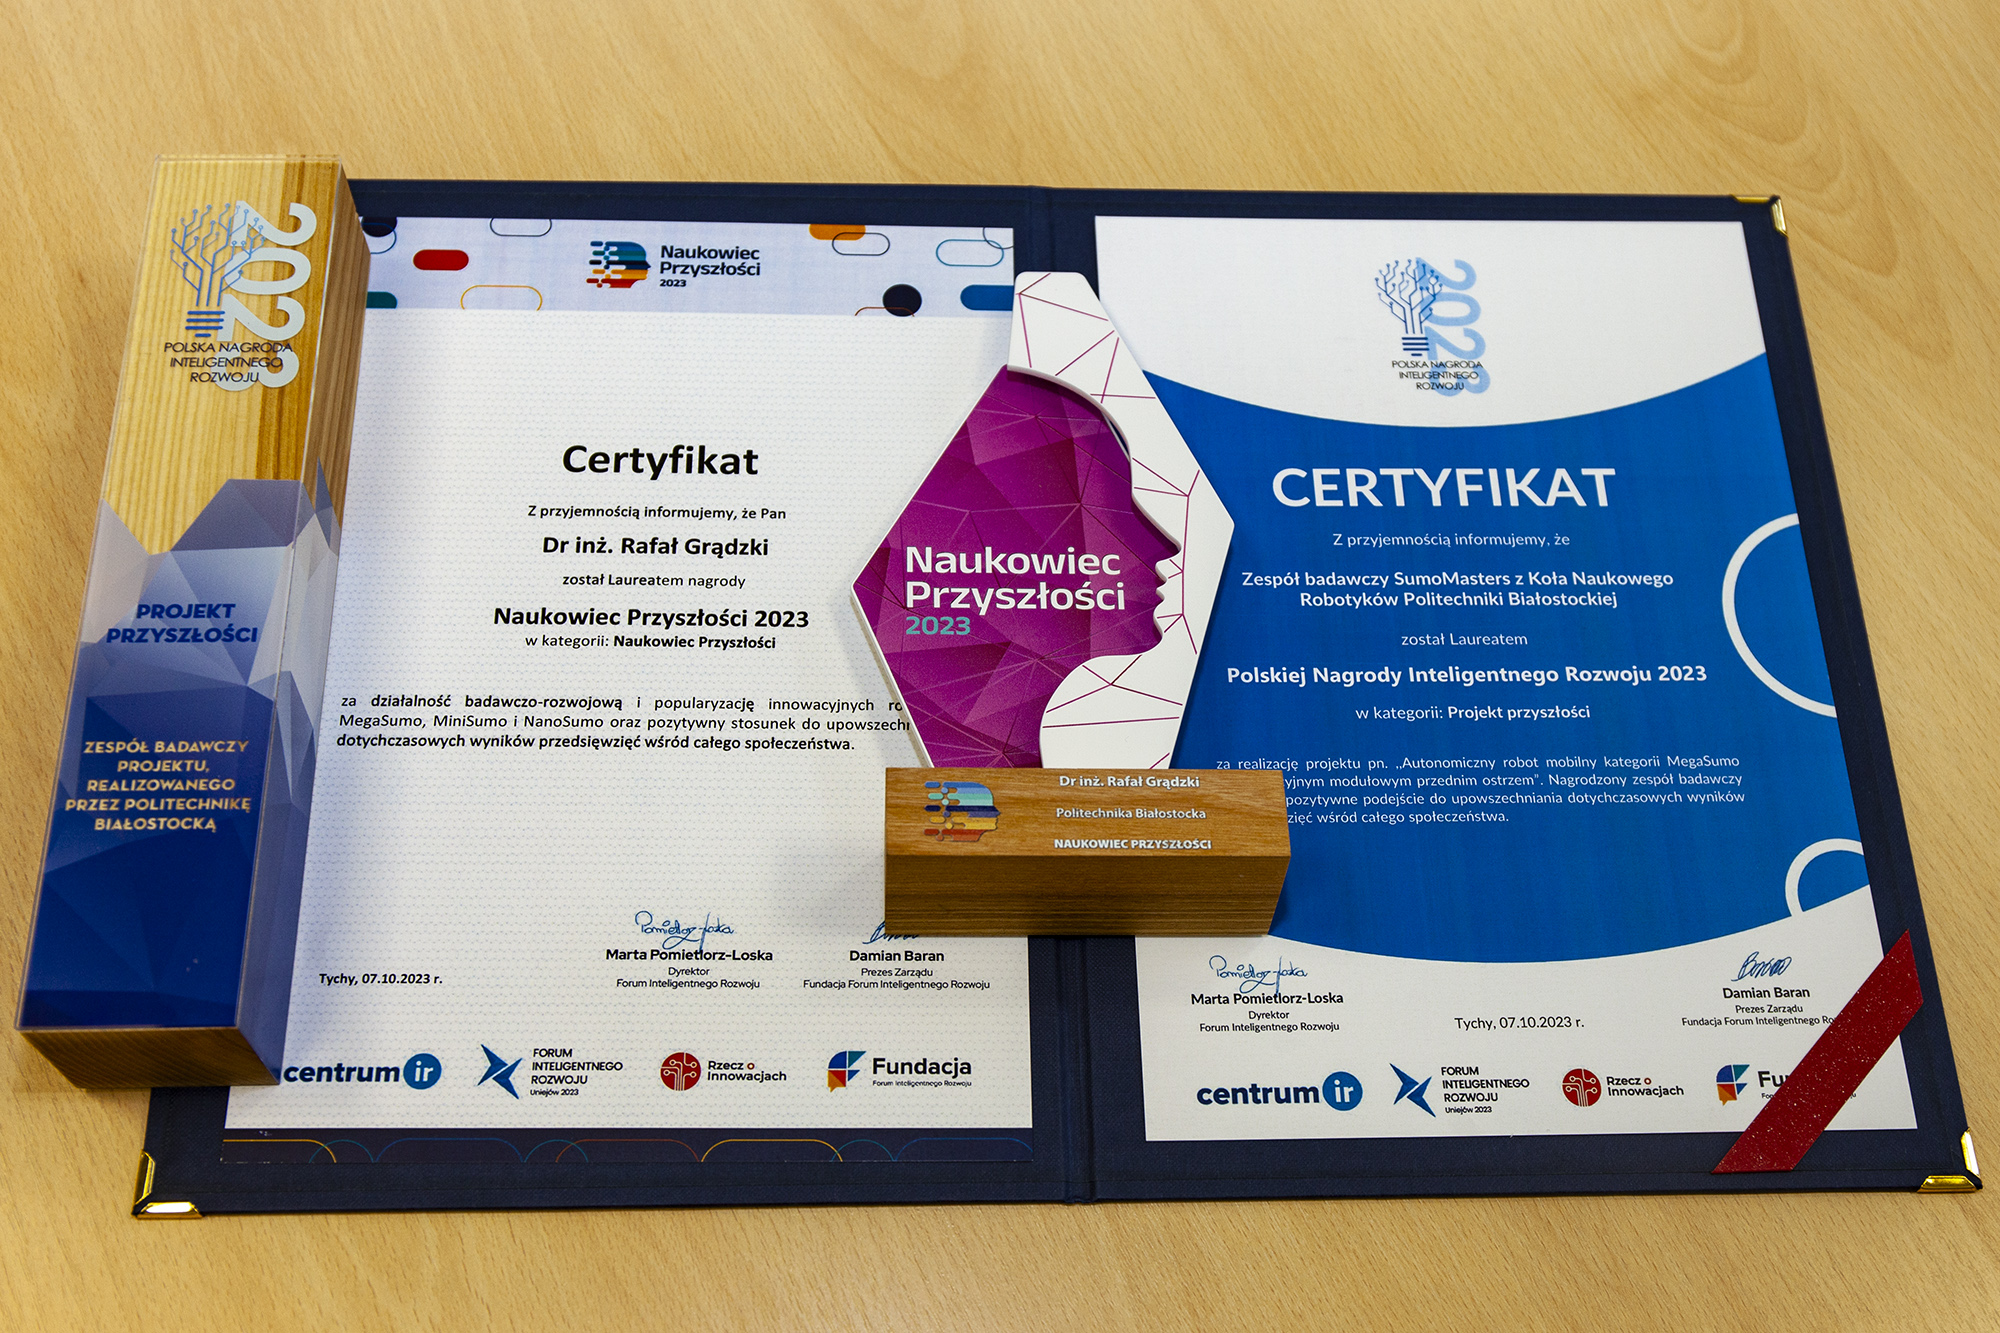 2023
POLSKA NAGRODA
INTELIGENTNEGO
ROZWOJU
PROJEKT
PRZYSZŁOŚCI
ZESPÓŁ BADAWCZY
PROJEKTU,
REALIZOWANEGO
PRZEZ POLITECHNIKĘ
BIAŁOSTOCKĄ
Naukowiec
Przyszłości
2023
Certyfikat
Z przyjemnością informujemy, że Pan
Dr inż. Rafał Grądzki
został Laureatem nagrody
Naukowiec Przyszłości 2023
w kategorii: Naukowiec Przyszłości
za działalność badawczo-rozwojową i popularyzację innowacyjnych
MegaSumo, MiniSumo i NanoSumo oraz pozytywny stosunek do
dotychczasowych wyników przedsięwzięć wśród całego społeczeństwa.
Tychy, 07.10.2023 r.
Marta Pomietlorz-Loska
Dyrektor
Forum Inteligentnego Rozwoju
Damian Baran
Prezes Zarządu
Fundacja Forum Inteligentnego Rozwoju
centrum ir
FORUM
INTELIGENTNEGO
ROZWOJU
Uniejów 2023
Rzecz o
Innowacjach
Fundacja
Forum Inteligentnego Rozwoju
Naukowiec
Przyszłości
2023
Dr inż. Rafał Grądzki
Politechnika Białostocka
NAUKOWIEC PRZYSZŁOŚCI
2023
POLSKA NAGRODA
INTELIGENTNEGO
ROZWOJU
CERTYFIKAT
Z przyjemnością informujemy, że
Zespół badawczy SumoMasters z Koła Naukowego
Robotyków Politechniki Białostockiej
został Laureatem
Polskiej Nagrody Inteligentnego Rozwoju 2023
w kategorii: Projekt przyszłości
za realizację projektu pn. „Autonomiczny robot mobilny kategorii MegaSumo
modułowym przednim ostrzem”. Nagrodzony zespół badawczy
pozytywne podejście do upowszechniania dotychczasowych wyników
wśród całego społeczeństwa.
Marta Pomietlorz-Loska
Dyrektor
Forum Inteligentnego Rozwoju
Tychy, 07.10.2023 r.
Damian Baran
Prezes Zarządu
Fundacja Forum Inteligentnego
centrum ir
FORUM
INTELIGENTNEGO
ROZWOJU
Uniejów 2023
Rzecz o
Innowacjach